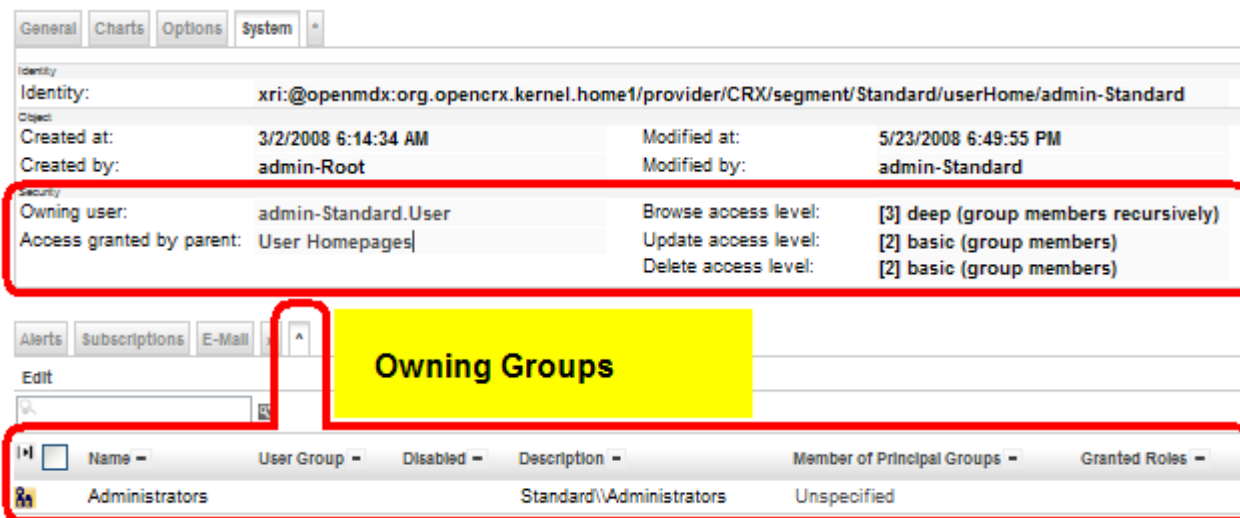 General Charts Options System *
Identity
Identity: xri:@openmdx:org.opencrx.kernel.home1/provider/CRX/segment/Standard/userHome/admin-Standard
Object
Created at: 3/2/2008 6:14:34 AM Modified at: 5/23/2008 6:49:55 PM
Created by: admin-Root Modified by: admin-Standard
Security
Owning user: admin-Standard.User Browse access level: [3] deep (group members recursively)
Access granted by parent: User Homepages Update access level: [2] basic (group members)
Delete access level: [2] basic (group members)
Alerts Subscriptions E-Mail ^
Owning Groups
Edit
Name User Group Disabled Description Member of Principal Groups Granted Roles
Administrators Standard\\Administrators Unspecified